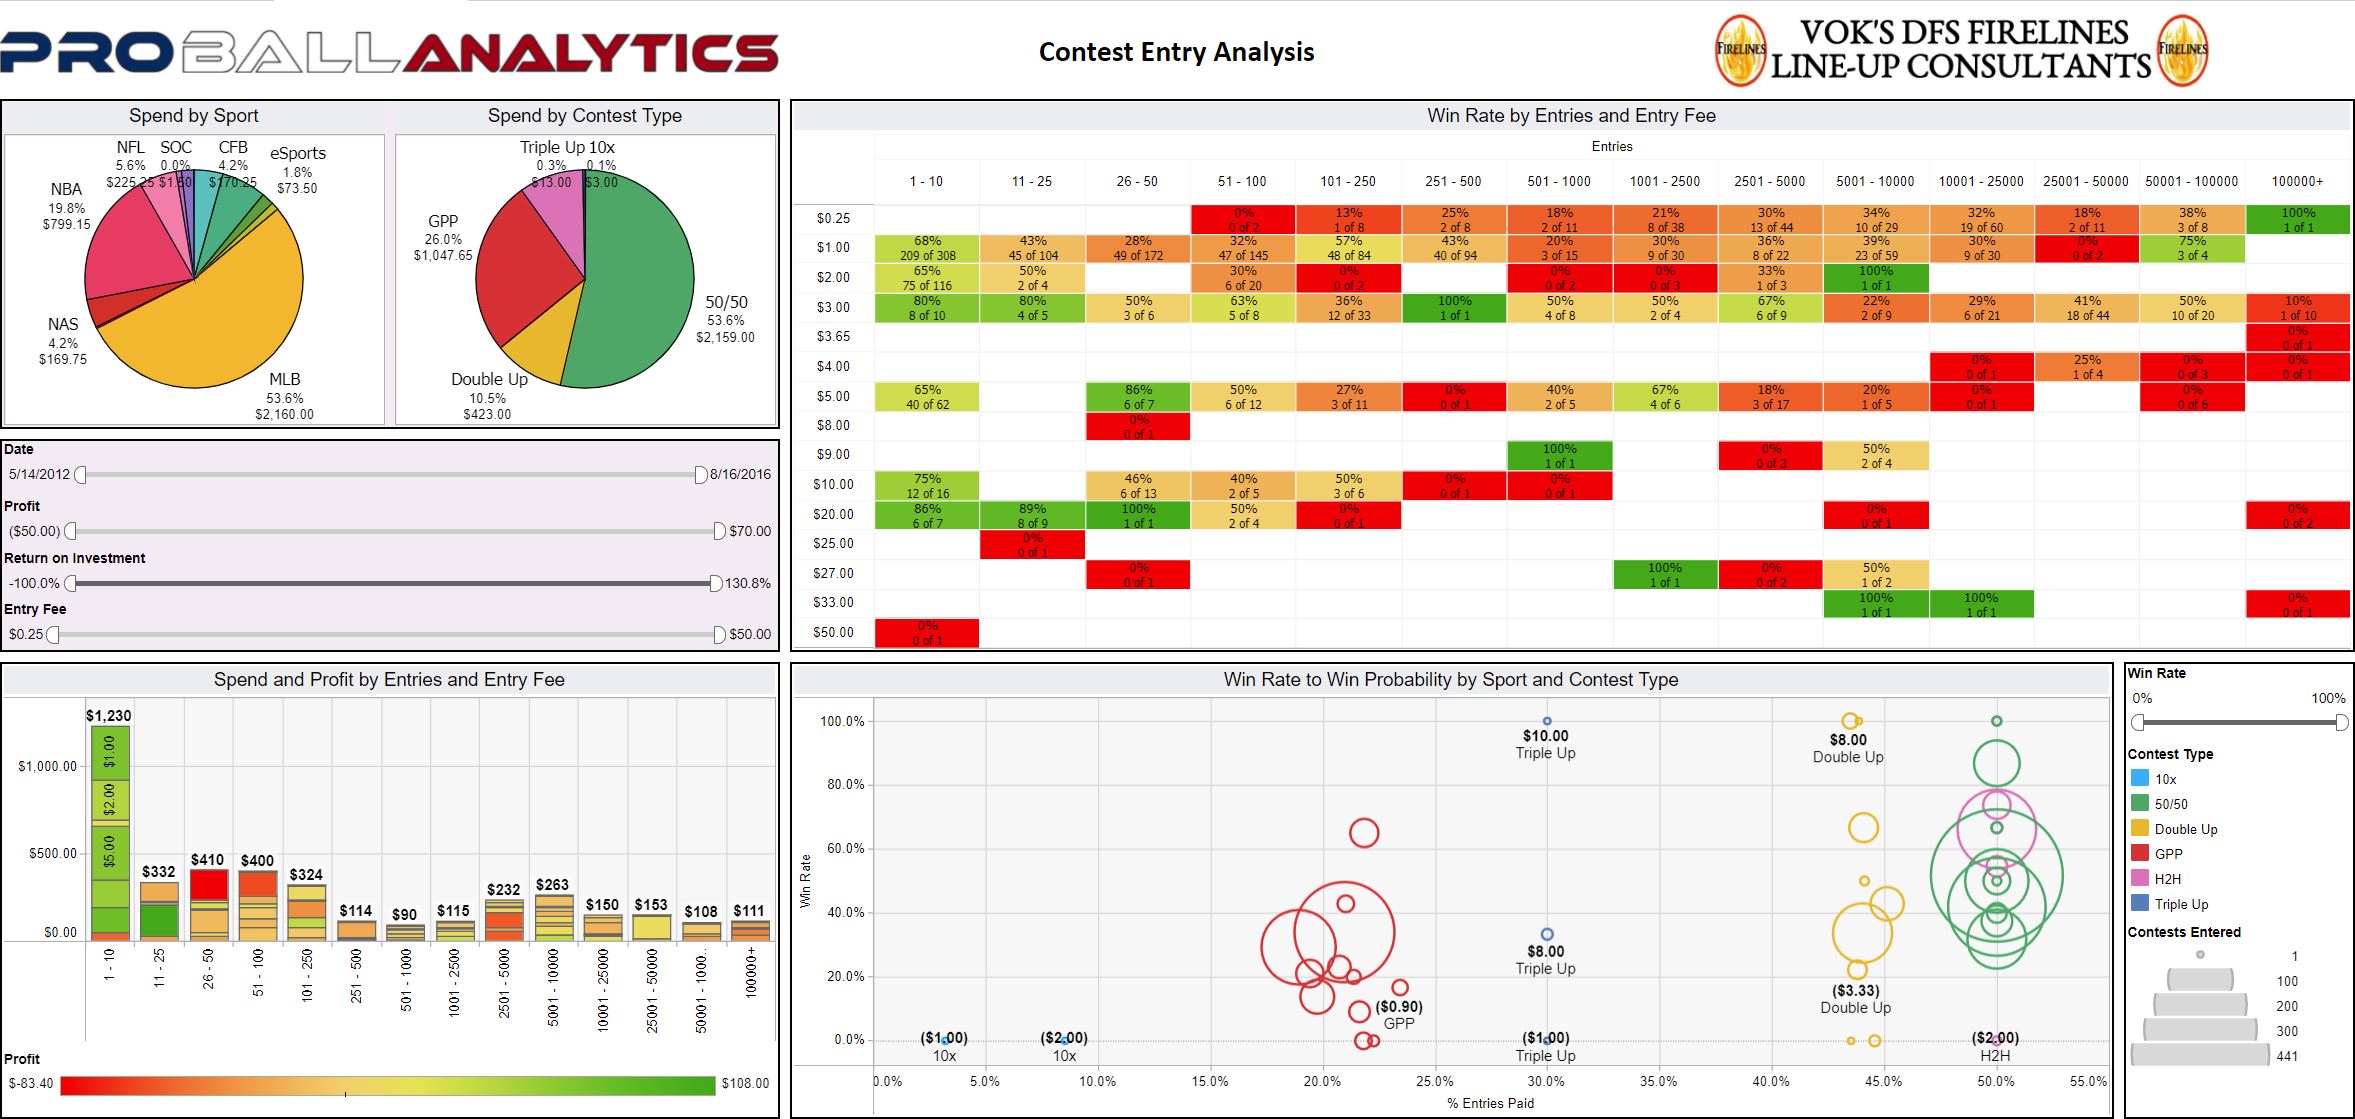 PROBALLANALYTICS
Contest Entry Analysis
FIRELINES
VOK'S DFS FIRELINES
LINE-UP CONSULTANTS
FIRELINES
Spend by Sport
NFL
5.6%
$225.25
SOC
0.0%
$1.50
CFB
4.2%
$170.25
eSports
1.8%
$73.50
NBA
19.8%
$799.15
NAS
4.2%
$169.75
MLB
53.6%
$2,160.00
Spend by Contest Type
Triple Up
0.3%
$13.00
10x
0.1%
$3.00
GPP
26.0%
$1,047.65
50/50
53.6%
$2,159.00
Double Up
10.5%
$423.00
Date
5/14/2012 8/16/2016
Profit
($50.00) $70.00
Return on Investment
-100.0% 130.8%
Entry Fee
$0.25 $50.00
Win Rate by Entries and Entry Fee
Entries
1 - 10 11 - 25 26 - 50 51 - 100 101 - 250 251 - 500 501 - 1000 1001 - 2500 2501 - 5000 5001 - 10000 10001 - 25000 25001 - 50000 50001 - 100000 100000+
$0.25
0% 13% 25% 18% 21% 30% 34% 32% 18% 38% 100%
0 of 2 1 of 8 2 of 8 2 of 11 8 of 38 13 of 44 10 of 29 19 of 60 2 of 11 3 of 8 1 of 1
$1.00
68% 43% 28% 32% 57% 43% 20% 30% 36% 39% 30% 0% 75%
209 of 308 45 of 104 49 of 172 47 of 145 48 of 84 40 of 94 3 of 15 9 of 30 8 of 22 23 of 59 9 of 30 0 of 2 3 of 4
$2.00
65% 50% 30% 0% 0% 0% 33% 100%
75 of 116 2 of 4 6 of 20 0 of 2 0 of 2 0 of 3 1 of 3 1 of 1
$3.00
80% 80% 50% 63% 36% 100% 50% 50% 67% 22% 29% 41% 50% 10%
8 of 10 4 of 5 3 of 6 5 of 8 12 of 33 1 of 1 4 of 8 2 of 4 6 of 9 2 of 9 6 of 21 18 of 44 10 of 20 1 of 10
$3.65
0%
0 of 1
$4.00
0% 25% 0% 0%
0 of 1 1 of 4 0 of 3 0 of 1
$5.00
65% 86% 50% 27% 0% 40% 67% 18% 20% 0% 0%
40 of 62 6 of 7 6 of 12 3 of 11 0 of 1 2 of 5 4 of 6 3 of 17 1 of 5 0 of 1 0 of 6
$8.00
0%
0 of 1
$9.00
100% 0% 50%
1 of 1 0 of 3 2 of 4
$10.00
75% 46% 40% 50% 0% 0%
12 of 16 6 of 13 2 of 5 3 of 6 0 of 1 0 of 1
$20.00
86% 89% 100% 50% 0% 0% 0%
6 of 7 8 of 9 1 of 1 2 of 4 0 of 1 0 of 1 0 of 2
$25.00
0%
0 of 1
$27.00
0% 100% 0% 50%
0 of 1 1 of 1 0 of 2 1 of 2
$33.00
100% 100% 0%
1 of 1 1 of 1 0 of 1
$50.00
0%
0 of 1
Spend and Profit by Entries and Entry Fee
$1,000.00
$500.00
$0.00
$1,230 $332 $410 $400 $324 $114 $90 $115 $232 $263 $150 $153 $108 $111
$1.00
$2.00
$5.00
1 - 10 11 - 25 26 - 50 51 - 100 101 - 250 251 - 500 501 - 1000 1001 - 2500 2501 - 5000 5001 - 10000 10001 - 25000 25001 - 50000 50001 - 1000.. 100000+
Profit
$-83.40 $108.00
Win Rate to Win Probability by Sport and Contest Type
Win Rate
100.0%
80.0%
60.0%
40.0%
20.0%
0.0%
$10.00
Triple Up
$8.00
Double Up
$8.00
Triple Up
($0.90)
GPP
($3.33)
Double Up
($1.00)
10x
($2.00)
10x
($1.00)
Triple Up
($2.00)
H2H
0.0% 5.0% 10.0% 15.0% 20.0% 25.0% 30.0% 35.0% 40.0% 45.0% 50.0% 55.0%
% Entries Paid
Win Rate
0% 100%
Contest Type
10x
50/50
Double Up
GPP
H2H
Triple Up
Contests Entered
1
100
200
300
441